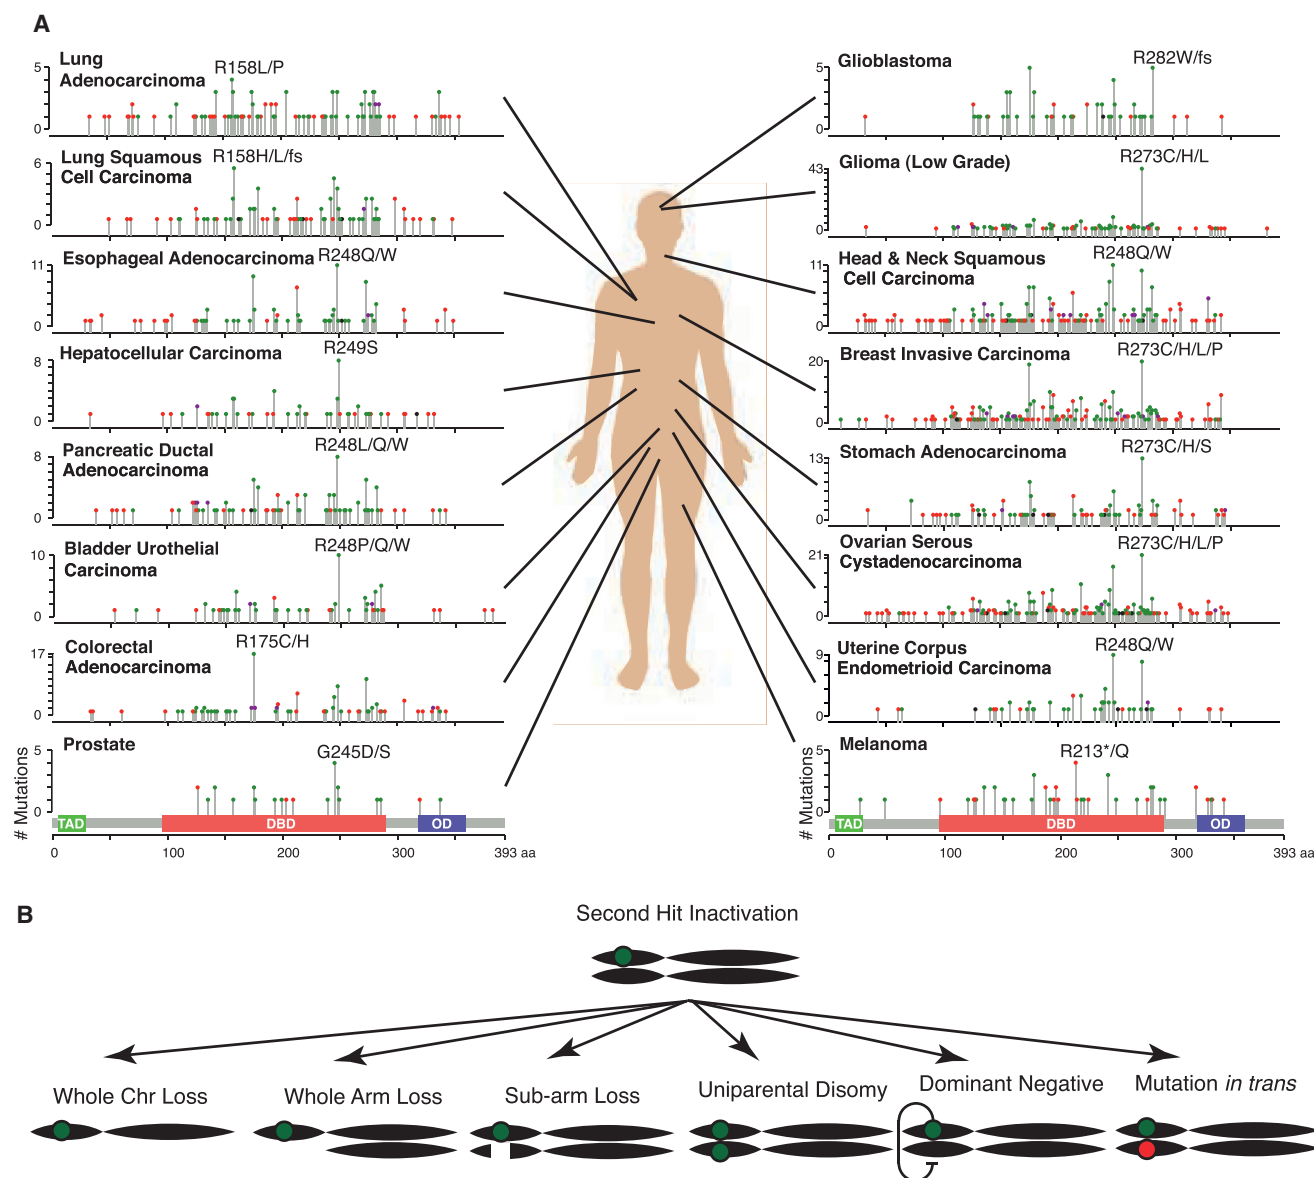 A
Lung
Adenocarcinoma
R158L/P
5
0
Lung Squamous
Cell Carcinoma
R158H/L/fs
6
0
Esophageal Adenocarcinoma
R248Q/W
11
0
Hepatocellular Carcinoma
R249S
8
0
Pancreatic Ductal
Adenocarcinoma
R248L/Q/W
8
0
Bladder Urothelial
Carcinoma
R248P/Q/W
10
0
Colorectal
Adenocarcinoma
R175C/H
17
0
Prostate
G245D/S
5
0
# Mutations
TAD
DBD
OD
0
100
200
300
393 aa
Glioblastoma
R282W/fs
5
0
Glioma (Low Grade)
R273C/H/L
43
0
Head & Neck Squamous
Cell Carcinoma
R248Q/W
11
0
Breast Invasive Carcinoma
R273C/H/L/P
20
0
Stomach Adenocarcinoma
R273C/H/S
13
0
Ovarian Serous
Cystadenocarcinoma
R273C/H/L/P
21
0
Uterine Corpus
Endometrioid Carcinoma
R248Q/W
9
0
Melanoma
R213*/Q
5
0
# Mutations
TAD
DBD
OD
0
100
200
300
393 aa
B
Second Hit Inactivation
Whole Chr Loss
Whole Arm Loss
Sub-arm Loss
Uniparental Disomy
Dominant Negative
Mutation in trans